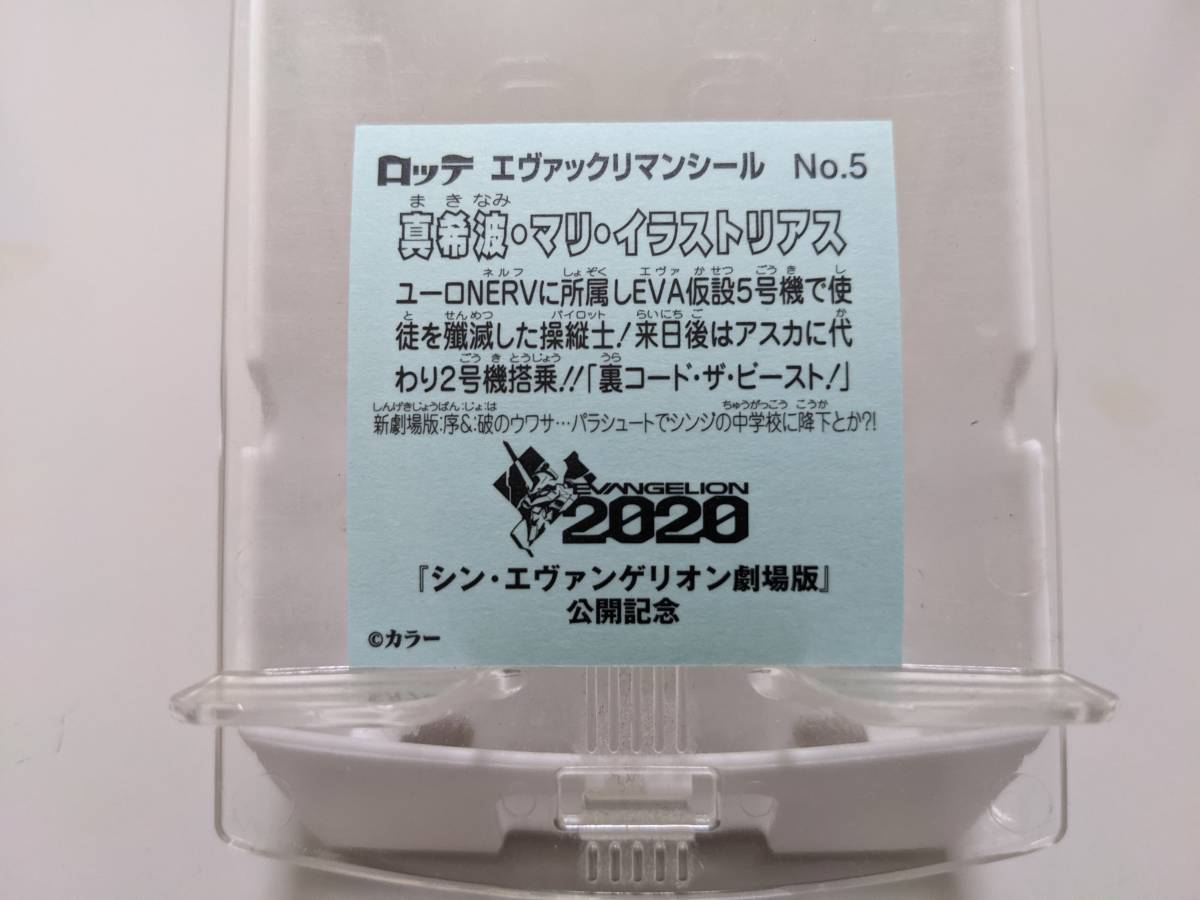 ロッテ エヴァックリマンシール No.5
まきなみ
真希波・マリ・イラストリアス
ネルフ しょぞく エヴァ かせつ ごうき し
ユーロNERVに所属しEVA仮設5号機で使
と せんめつ パイロット らいにちご か
徒を殲滅した操縦士!来日後はアスカに代
ごうき とうじょう うら
わり2号機搭乗!!「裏コード・ザ・ビースト!」
しんげきじょうばん:じょ:は ちゅうがっこう こうか
新劇場版:序&:破のウワサ…パラシュートでシンジの中学校に降下とか?!
EVANGELION
2020
『シン・エヴァンゲリオン劇場版』
公開記念
©カラー